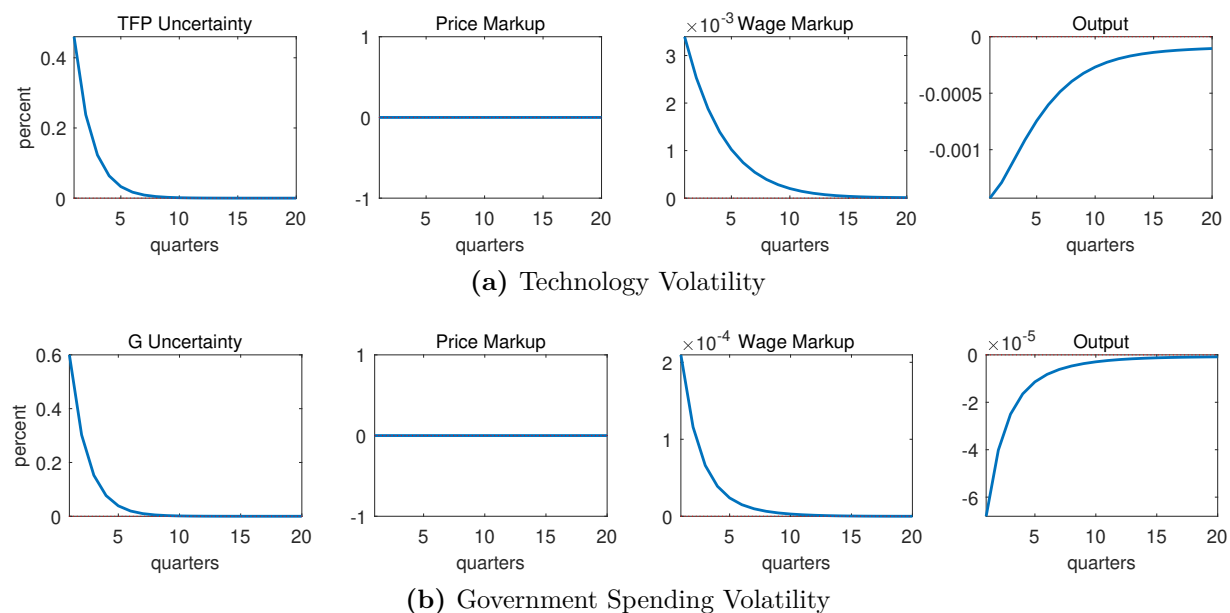 TFP Uncertainty
0.4
0.2
0
percent
5 10 15 20
quarters
Price Markup
1
0
-1
5 10 15 20
quarters
×10⁻³ Wage Markup
3
2
1
0
5 10 15 20
quarters
Output
0
-0.0005
-0.001
5 10 15 20
quarters
(a) Technology Volatility
G Uncertainty
0.6
0.4
0.2
0
percent
5 10 15 20
quarters
Price Markup
1
0
-1
5 10 15 20
quarters
×10⁻⁴ Wage Markup
2
1
0
5 10 15 20
quarters
×10⁻⁵ Output
0
-2
-4
-6
5 10 15 20
quarters
(b) Government Spending Volatility